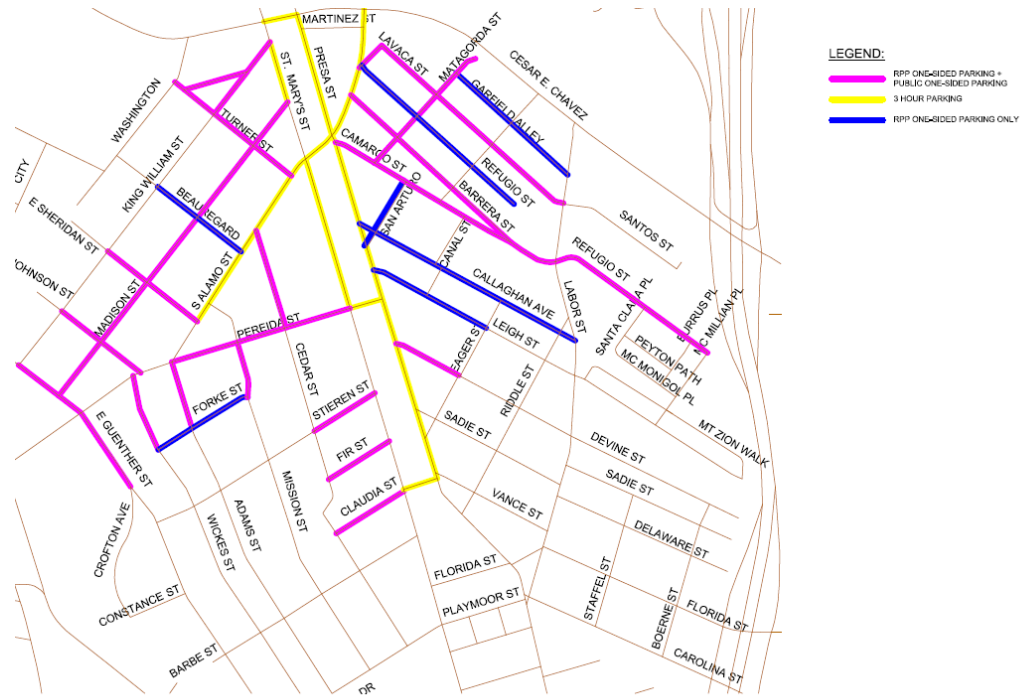 MARTINEZ ST
LEGEND:
RPP ONE-SIDED PARKING +
PUBLIC ONE-SIDED PARKING
3 HOUR PARKING
RPP ONE-SIDED PARKING ONLY
MATAGORDA ST
LAVACA ST
CESAR E. CHAVEZ
ST. MARY'S ST
PRESA ST
WASHINGTON
GARFIELD ALLEY
TURNER ST
CAMARGO ST
KING WILLIAM ST
CITY
REFUGIO ST
BARRERA ST
SAN ARTURO
BEAUREGARD
E SHERIDAN ST
SANTOS ST
CANAL ST
REFUGIO ST
JOHNSON ST
S ALAMO ST
CALLAGHAN AVE
LABOR ST
SANTA CLARA PL
BURRUS PL
MC MILLIAN PL
MADISON ST
PEREIDA ST
LEIGH ST
EAGER ST
PEYTON PATH
MC MONIGOL PL
CEDAR ST
RIDDLE ST
FORKE ST
STIEREN ST
E GUENTHER ST
SADIE ST
DEVINE ST
MT ZION WALK
FIR ST
SADIE ST
CLAUDIA ST
MISSION ST
VANCE ST
ADAMS ST
WICKES ST
CROFTON AVE
DELAWARE ST
FLORIDA ST
STAFFEL ST
BOERNE ST
CONSTANCE ST
PLAYMOOR ST
FLORIDA ST
BARBE ST
CAROLINA ST
DR